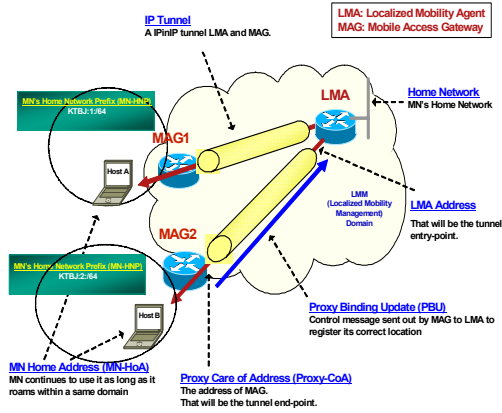 IP Tunnel
A IPinIP tunnel LMA and MAG.
LMA: Localized Mobility Agent
MAG: Mobile Access Gateway
MN's Home Network Prefix (MN-HNP)
KTBJ:1:/64
LMA
Home Network
MN's Home Network
MAG1
Host A
LMM
(Localized Mobility
Management)
Domain
LMA Address
That will be the tunnel
entry-point.
MAG2
MN's Home Network Prefix (MN-HNP)
KTBJ:2:/64
Host B
Proxy Binding Update (PBU)
Control message sent out by MAG to LMA to
register its correct location
MN Home Address (MN-HoA)
MN continues to use it as long as it
roams within a same domain
Proxy Care of Address (Proxy-CoA)
The address of MAG.
That will be the tunnel end-point.